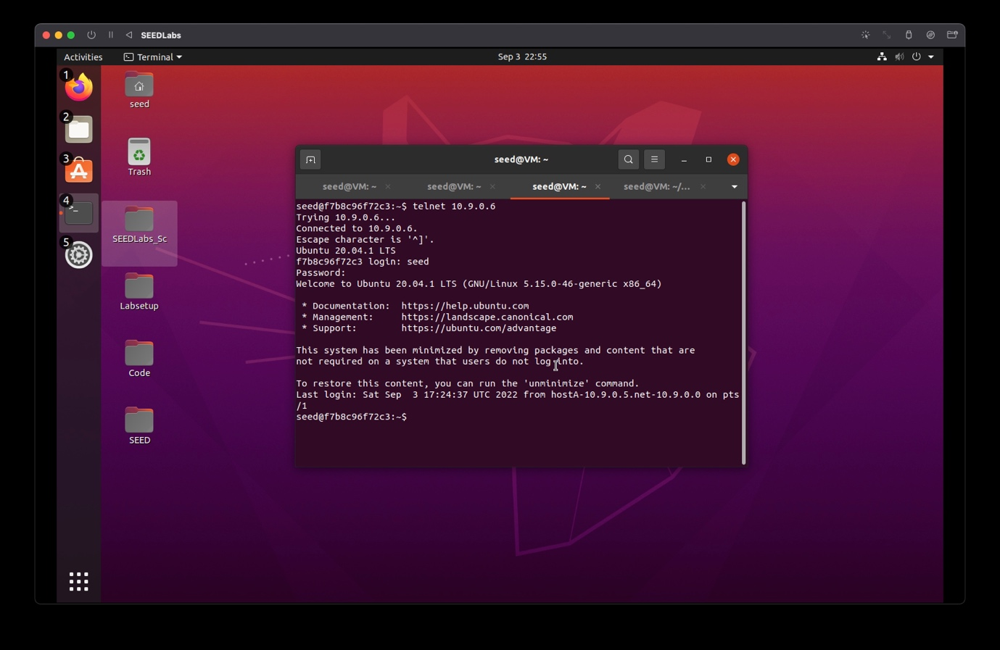 SEEDLabs
Activities
Terminal
Sep 3 22:55
1
2
3
4
5
seed
Trash
SEEDLabs_Sc
Labsetup
Code
SEED
seed@VM: ~
seed@VM: ~
seed@VM: ~
seed@VM: ~
seed@VM: ~/...
seed@f7b8c96f72c3:~$ telnet 10.9.0.6
Trying 10.9.0.6...
Connected to 10.9.0.6.
Escape character is '^]'.
Ubuntu 20.04.1 LTS
f7b8c96f72c3 login: seed
Password:
Welcome to Ubuntu 20.04.1 LTS (GNU/Linux 5.15.0-46-generic x86_64)
* Documentation: https://help.ubuntu.com
* Management: https://landscape.canonical.com
* Support: https://ubuntu.com/advantage
This system has been minimized by removing packages and content that are
not required on a system that users do not log into.
To restore this content, you can run the 'unminimize' command.
Last login: Sat Sep 3 17:24:37 UTC 2022 from hostA-10.9.0.5.net-10.9.0.0 on pts
/1
seed@f7b8c96f72c3:~$